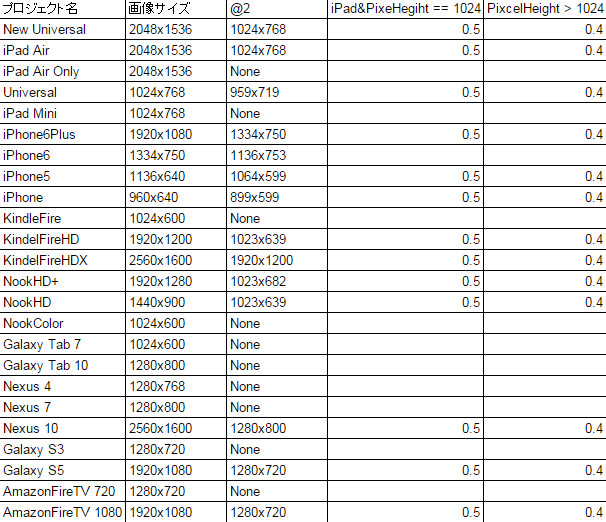 プロジェクト名 画像サイズ @2 iPad&PixeHegiht == 1024 PixcelHeight > 1024
New Universal 2048x1536 1024x768 0.5 0.4
iPad Air 2048x1536 1024x768 0.5 0.4
iPad Air Only 2048x1536 None
Universal 1024x768 959x719 0.5 0.4
iPad Mini 1024x768 None
iPhone6Plus 1920x1080 1334x750 0.5 0.4
iPhone6 1334x750 1136x753
iPhone5 1136x640 1064x599 0.5 0.4
iPhone 960x640 899x599 0.5 0.4
KindleFire 1024x600 None
KindelFireHD 1920x1200 1023x639 0.5 0.4
KindelFireHDX 2560x1600 1920x1200 0.5 0.4
NookHD+ 1920x1280 1023x682 0.5 0.4
NookHD 1440x900 1023x639 0.5 0.4
NookColor 1024x600 None
Galaxy Tab 7 1024x600 None
Galaxy Tab 10 1280x800 None
Nexus 4 1280x768 None
Nexus 7 1280x800 None
Nexus 10 2560x1600 1280x800 0.5 0.4
Galaxy S3 1280x720 None
Galaxy S5 1920x1080 1280x720 0.5 0.4
AmazonFireTV 720 1280x720 None
AmazonFireTV 1080 1920x1080 1280x720 0.5 0.4